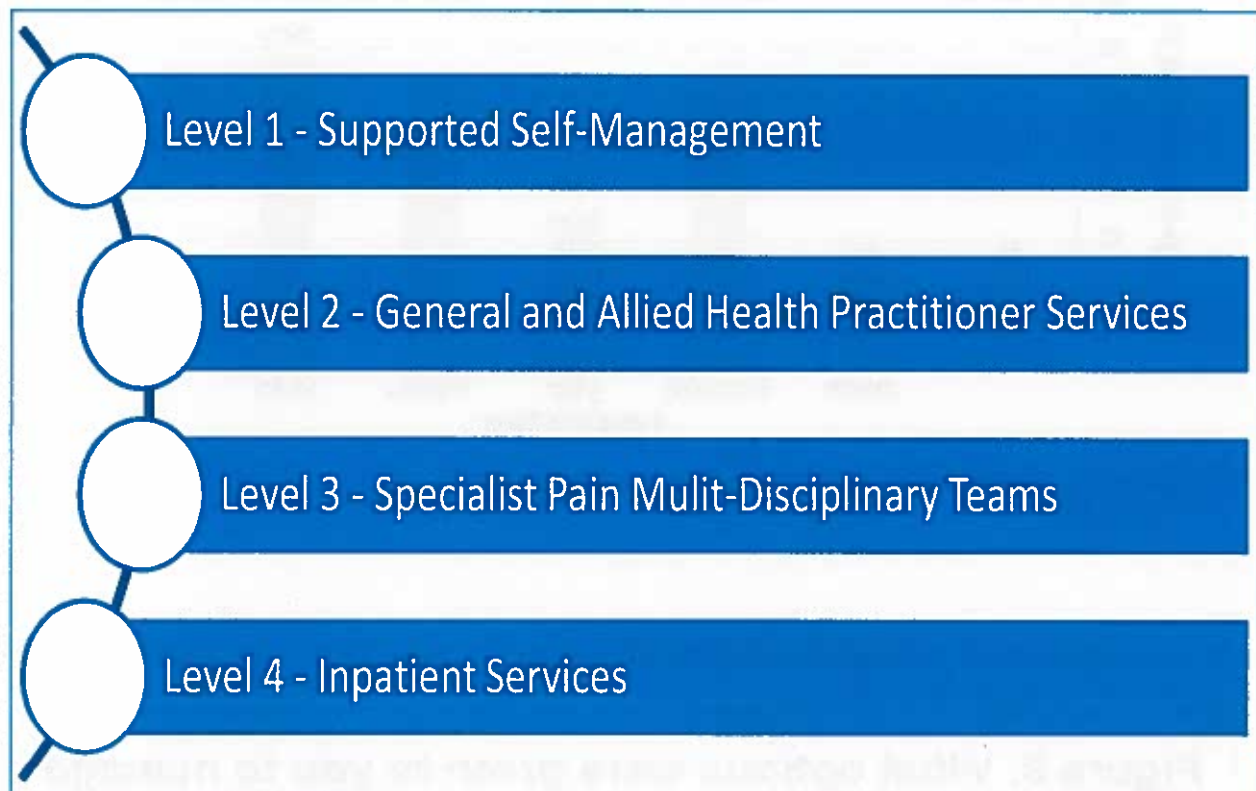 Level 1 - Supported Self-Management
Level 2 - General and Allied Health Practitioner Services
Level 3 - Specialist Pain Mulit-Disciplinary Teams
Level 4 - Inpatient Services